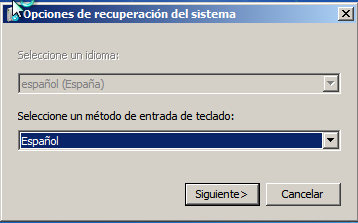 Opciones de recuperación del sistema
Seleccione un idioma:
español (España)
Seleccione un método de entrada de teclado:
Español
Siguiente>
Cancelar